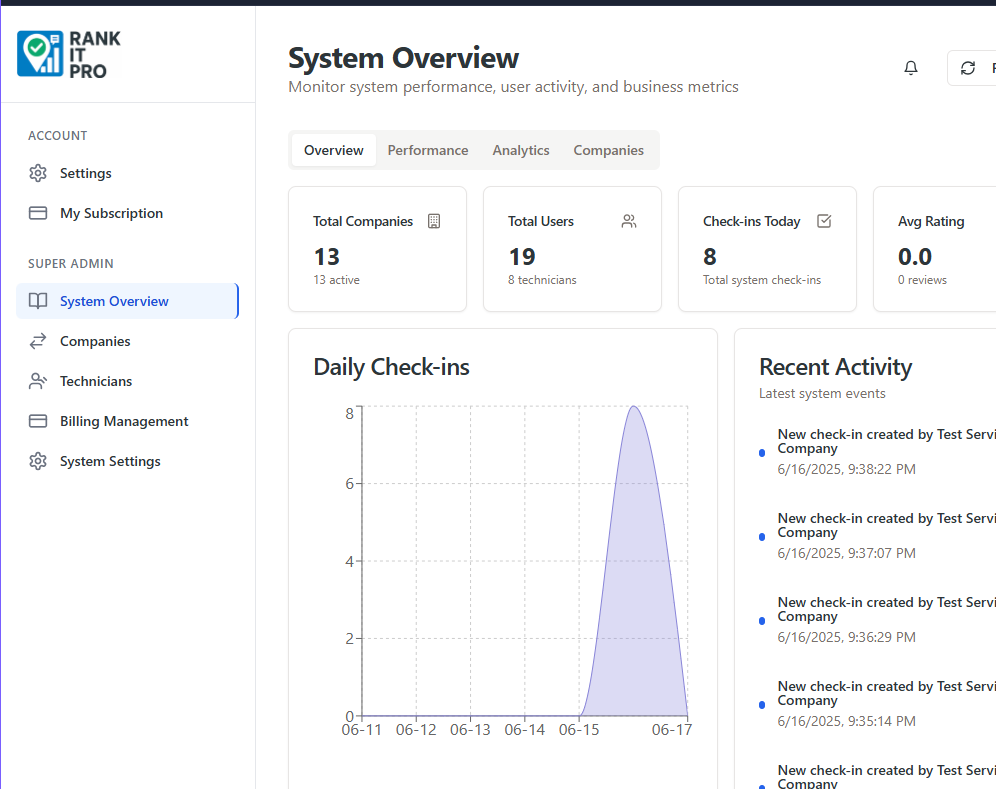 RANK
IT
PRO
ACCOUNT
Settings
My Subscription
SUPER ADMIN
System Overview
Companies
Technicians
Billing Management
System Settings
System Overview
Monitor system performance, user activity, and business metrics
Overview Performance Analytics Companies
Total Companies
13
13 active
Total Users
19
8 technicians
Check-ins Today
8
Total system check-ins
Avg Rating
0.0
0 reviews
Daily Check-ins
8
6
4
2
0
06-11 06-12 06-13 06-14 06-15 06-17
Recent Activity
Latest system events
New check-in created by Test Servi
Company
6/16/2025, 9:38:22 PM
New check-in created by Test Servi
Company
6/16/2025, 9:37:07 PM
New check-in created by Test Servi
Company
6/16/2025, 9:36:29 PM
New check-in created by Test Servi
Company
6/16/2025, 9:35:14 PM
New check-in created by Test Servi
Company